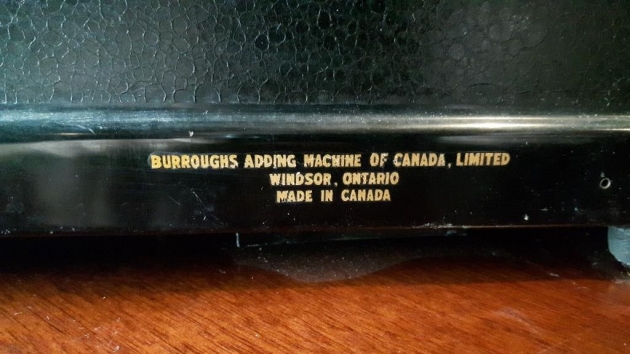 BURROUGHS ADDING MACHINE OF CANADA, LIMITED
WINDSOR, ONTARIO
MADE IN CANADA